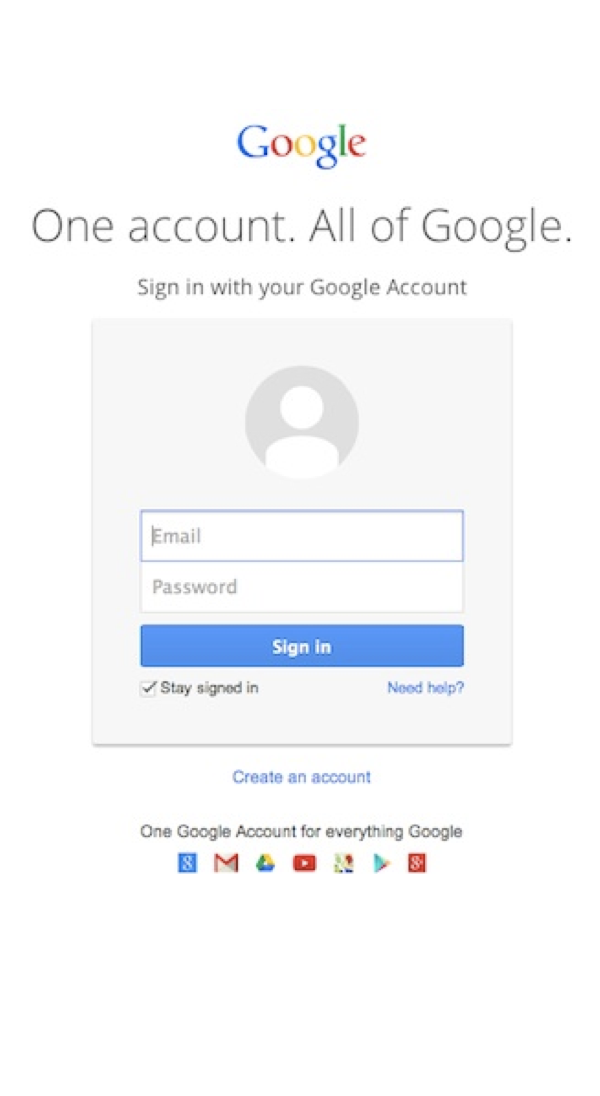 Google
One account. All of Google.
Sign in with your Google Account
Email
Password
Sign in
Stay signed in
Need help?
Create an account
One Google Account for everything Google